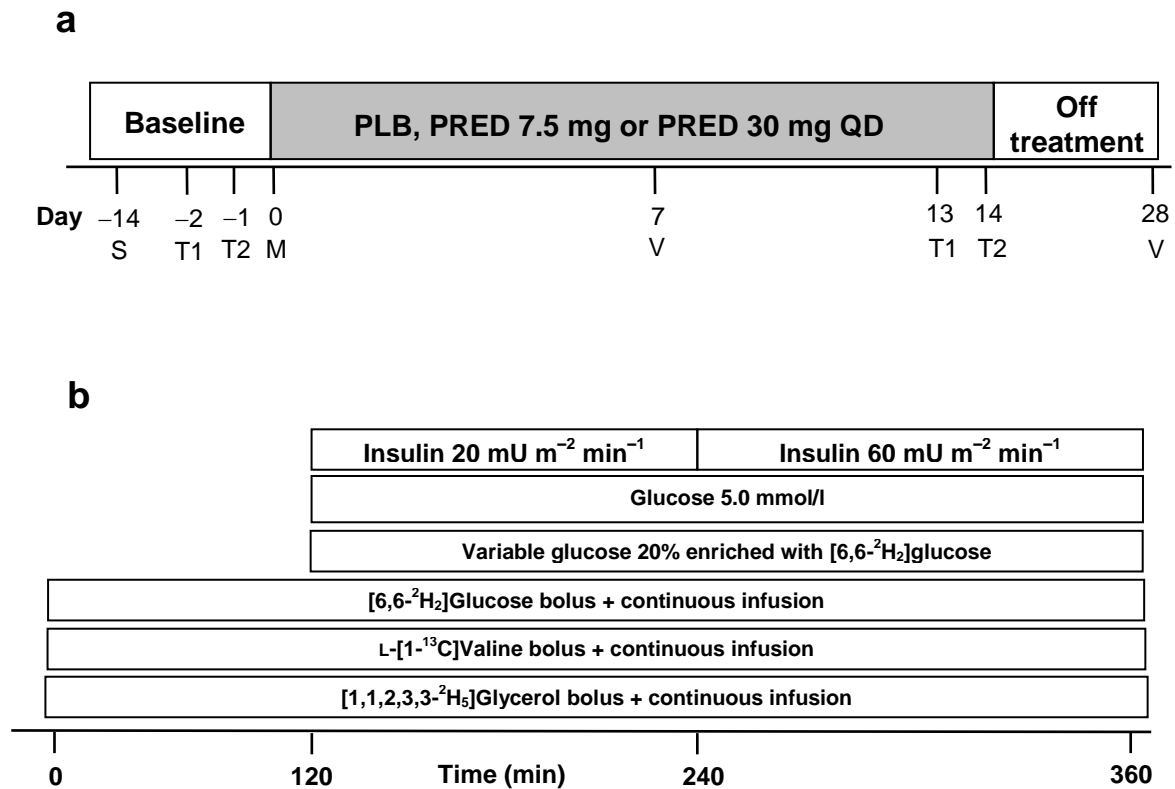 a
Baseline
PLB, PRED 7.5 mg or PRED 30 mg QD
Off
treatment
Day –14 –2 –1 0 7 13 14 28
S T1 T2 M V T1 T2 V
b
Insulin 20 mU m⁻² min⁻¹ Insulin 60 mU m⁻² min⁻¹
Glucose 5.0 mmol/l
Variable glucose 20% enriched with [6,6-²H₂]glucose
[6,6-²H₂]Glucose bolus + continuous infusion
L-[1-¹³C]Valine bolus + continuous infusion
[1,1,2,3,3-²H₅]Glycerol bolus + continuous infusion
0 120 Time (min) 240 360